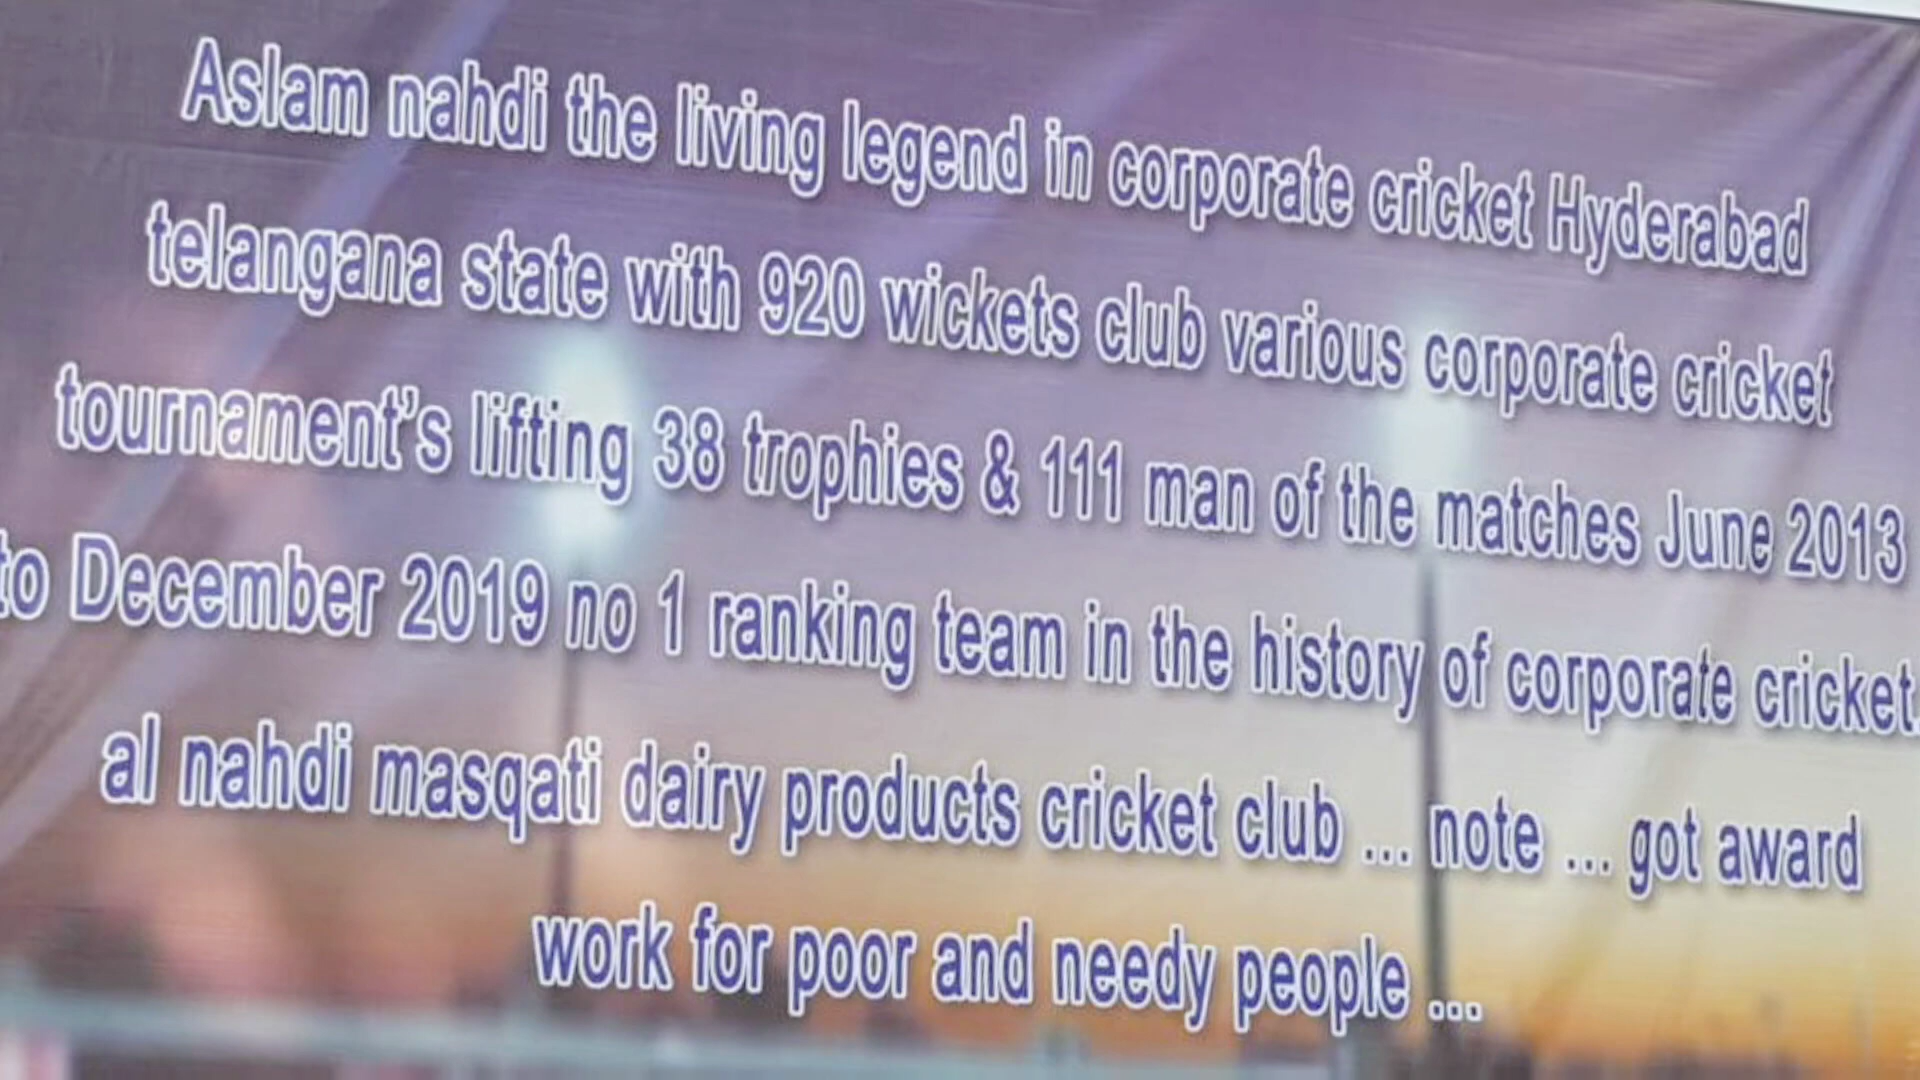 Aslam nahdi the living legend in corporate cricket Hyderabad
telangana state with 920 wickets club various corporate cricket
tournament's lifting 38 trophies & 111 man of the matches June 2013
to December 2019 no 1 ranking team in the history of corporate cricket.
al nahdi masqati dairy products cricket club ... note ... got award
work for poor and needy people ...